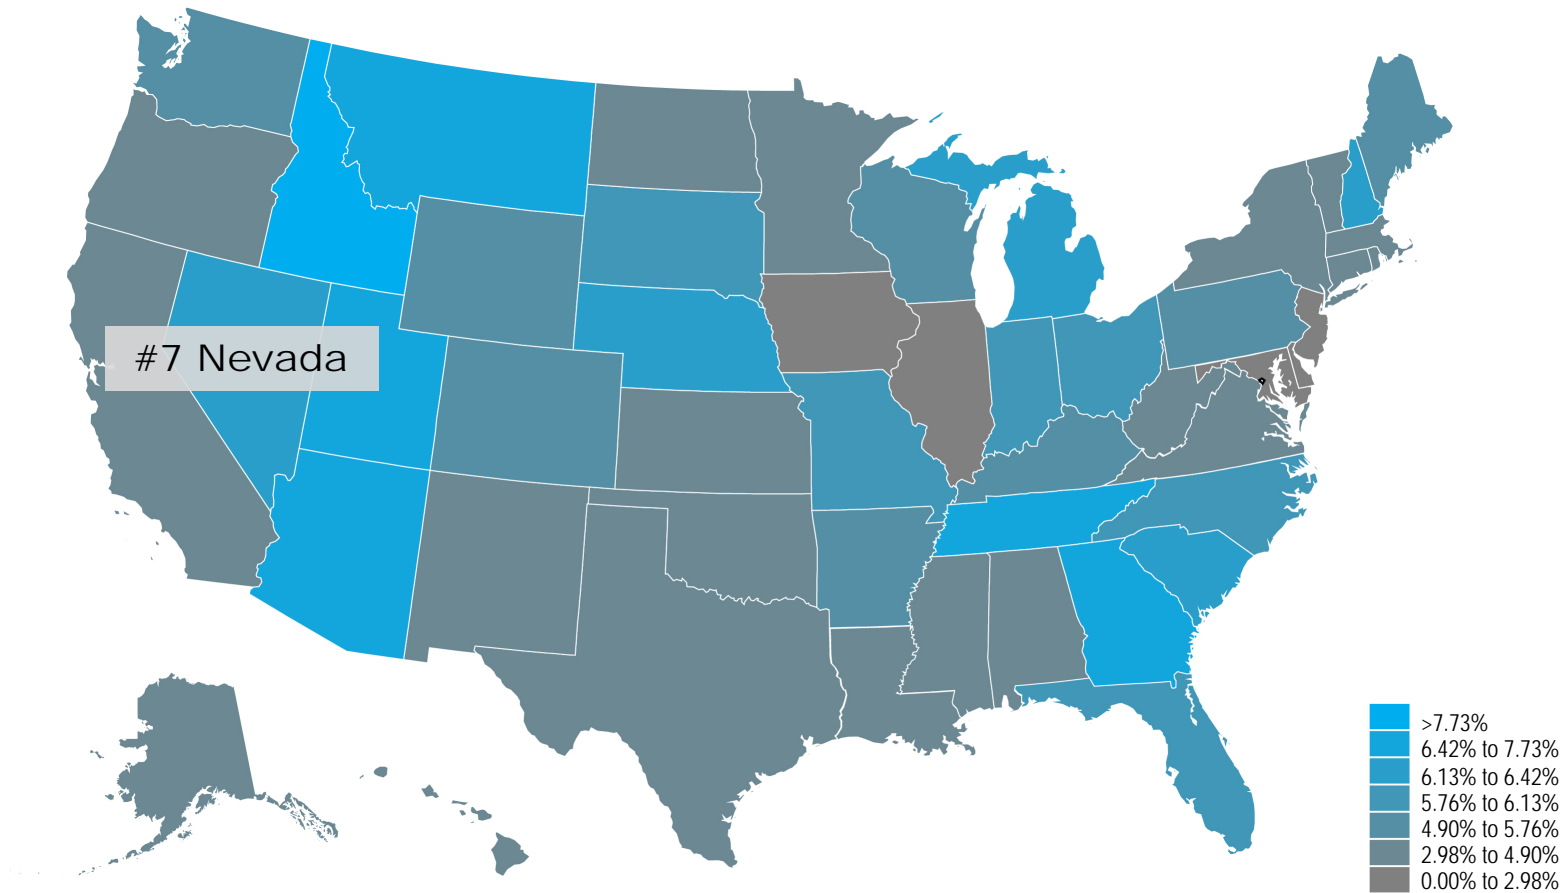 #7 Nevada
>7.73%
6.42% to 7.73%
6.13% to 6.42%
5.76% to 6.13%
4.90% to 5.76%
2.98% to 4.90%
0.00% to 2.98%